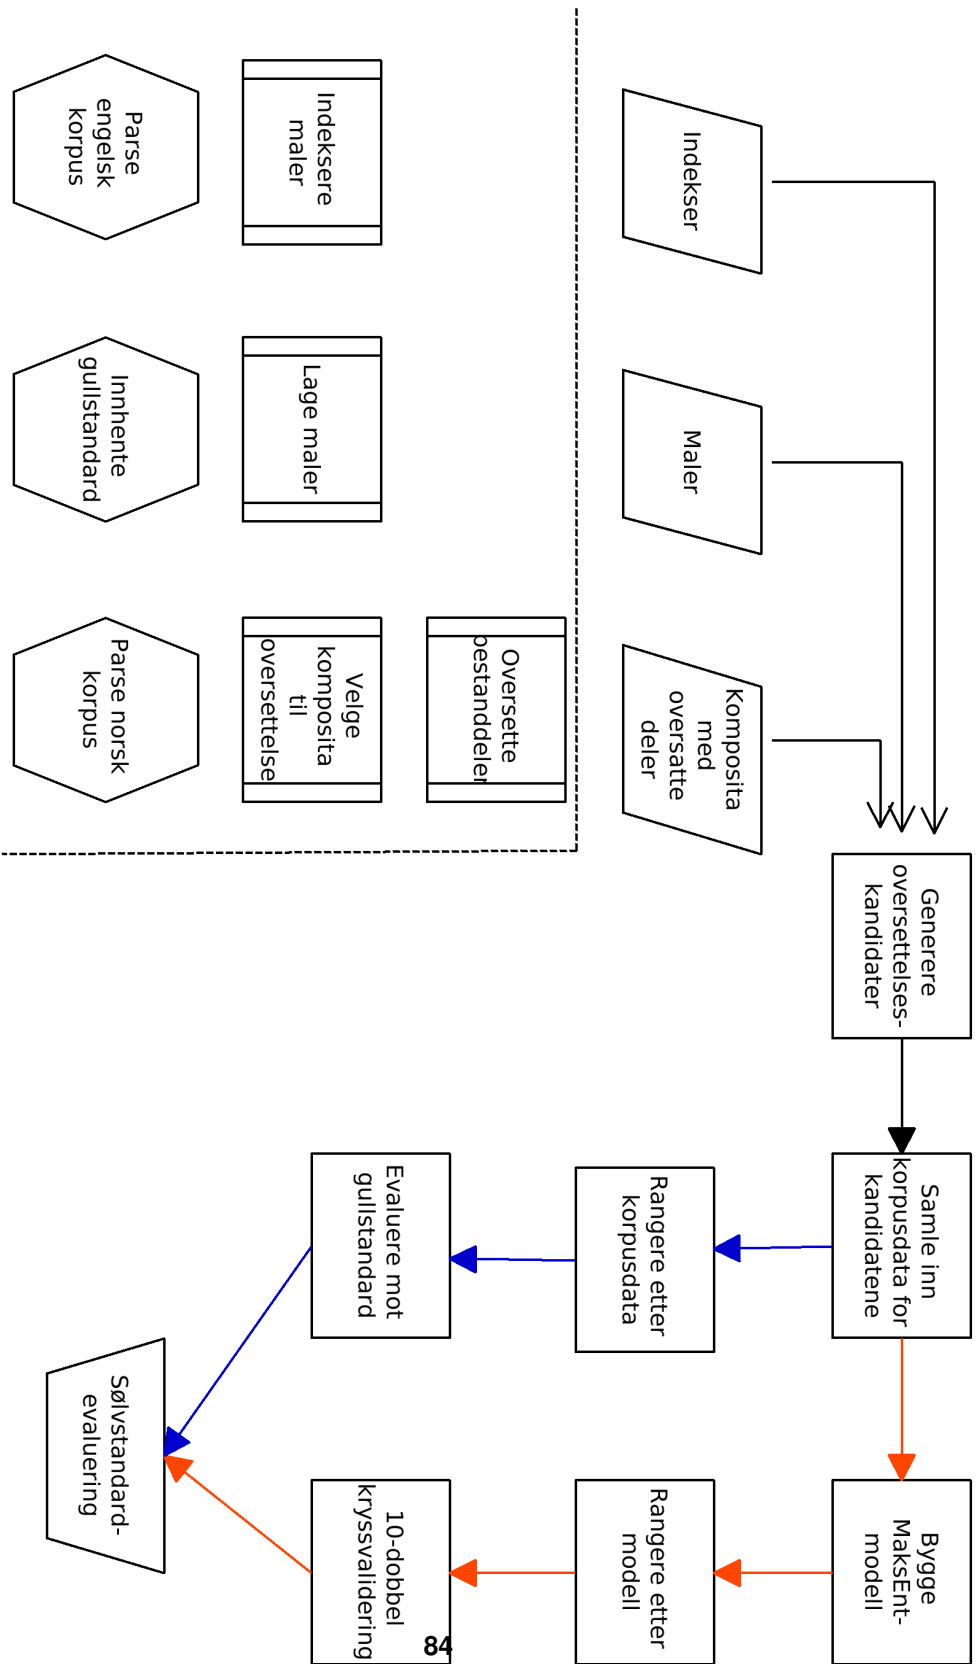 Parse
engelsk
korpus
Indeksere
maler
Indekser
Innhente
gullstandard
Lage maler
Maler
Parse norsk
korpus
Velge
komposita
til
oversettelse
Oversette
bestanddeler
Komposita
med
oversatte
deler
Generere
oversettelses-
kandidater
Samle inn
korpusdata for
kandidatene
Rangere etter
korpusdata
Evaluere mot
gullstandard
Bygge
MaksEnt-
modell
Rangere etter
modell
10-dobbel
kryssvalidering
Sølvstandard-
evaluering
84